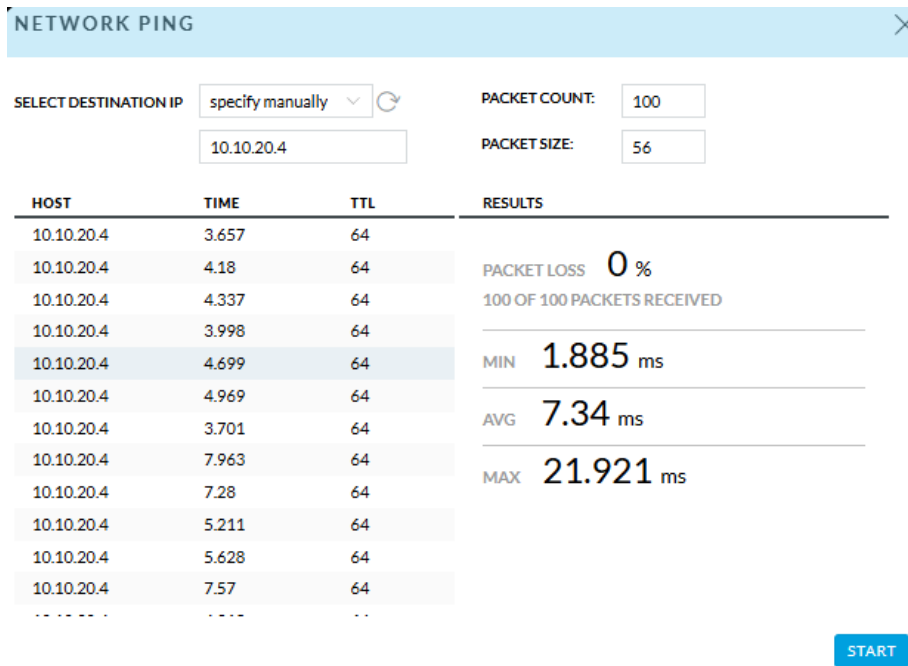 NETWORK PING
SELECT DESTINATION IP specify manually PACKET COUNT: 100
10.10.20.4 PACKET SIZE: 56
HOST TIME TTL RESULTS
10.10.20.4 3.657 64
10.10.20.4 4.18 64
PACKET LOSS 0 %
10.10.20.4 4.337 64
100 OF 100 PACKETS RECEIVED
10.10.20.4 3.998 64
10.10.20.4 4.699 64
MIN 1.885 ms
10.10.20.4 4.969 64
10.10.20.4 3.701 64
AVG 7.34 ms
10.10.20.4 7.963 64
10.10.20.4 7.28 64
MAX 21.921 ms
10.10.20.4 5.211 64
10.10.20.4 5.628 64
10.10.20.4 7.57 64
START